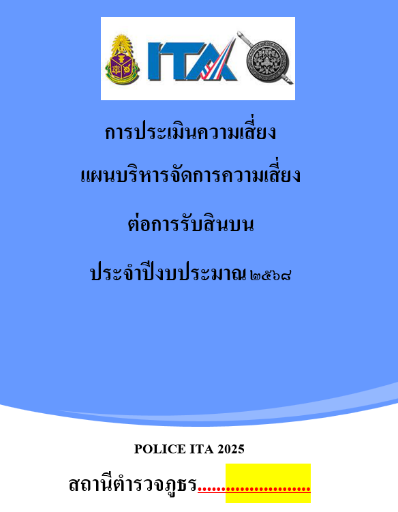 ITA
การประเมินความเสี่ยง
แผนบริหารจัดการความเสี่ยง
ต่อการรับสินบน
ประจำปีงบประมาณ ๒๕๖๘
POLICE ITA 2025
สถานีตำรวจภูธร........................